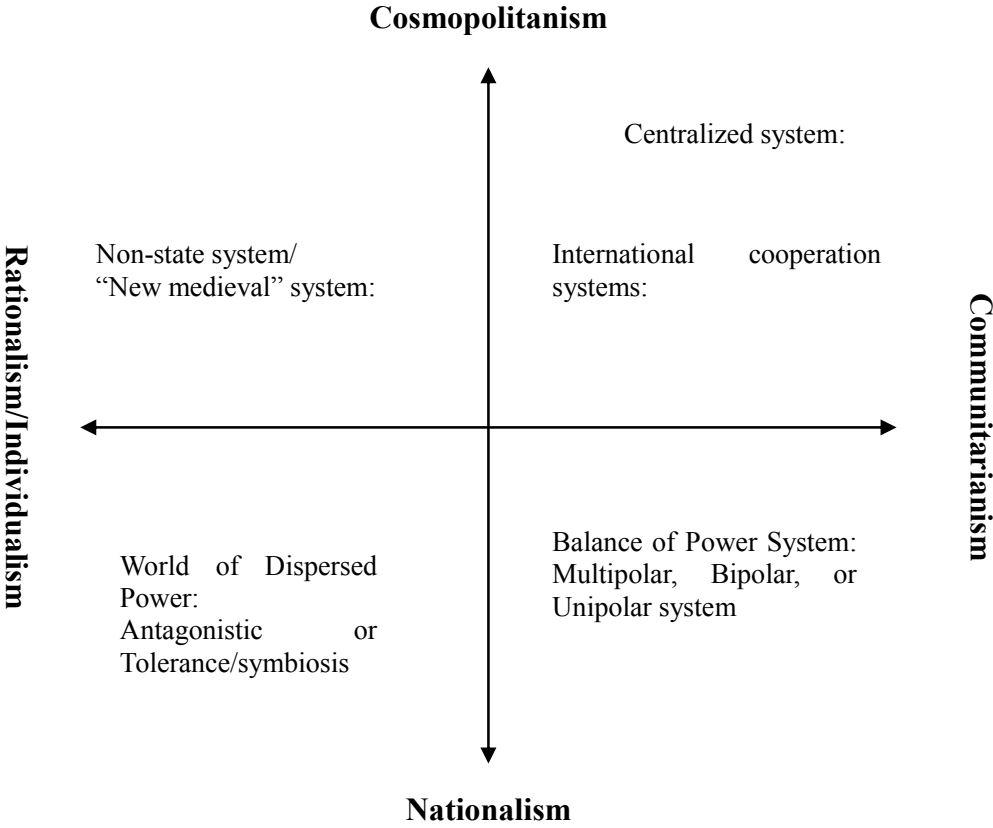 Cosmopolitanism
Centralized system:
Non-state system/
“New medieval” system:
International cooperation
systems:
Rationalism/Individualism
Communitarianism
World of Dispersed
Power:
Antagonistic or
Tolerance/symbiosis
Balance of Power System:
Multipolar, Bipolar, or
Unipolar system
Nationalism